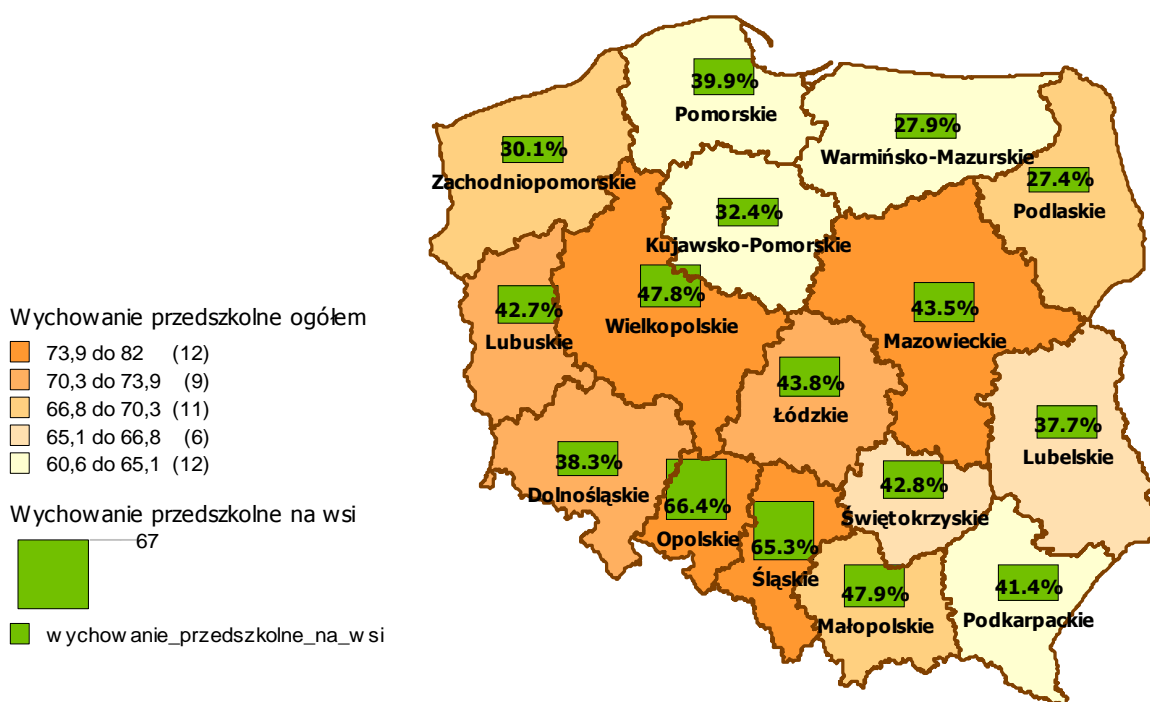 39.9%
Pomorskie
27.9%
Warmińsko-Mazurskie
30.1%
Zachodniopomorskie
27.4%
Podlaskie
32.4%
Kujawsko-Pomorskie
47.8%
Wielkopolskie
42.7%
Lubuskie
43.5%
Mazowieckie
43.8%
Łódzkie
37.7%
Lubelskie
38.3%
Dolnośląskie
66.4%
Opolskie
65.3%
Śląskie
42.8%
Świętokrzyskie
47.9%
Małopolskie
41.4%
Podkarpackie
Wychowanie przedszkolne ogółem
73,9 do 82 (12)
70,3 do 73,9 (9)
66,8 do 70,3 (11)
65,1 do 66,8 (6)
60,6 do 65,1 (12)
Wychowanie przedszkolne na wsi
67
wychowanie_przedszkolne_na_wsi